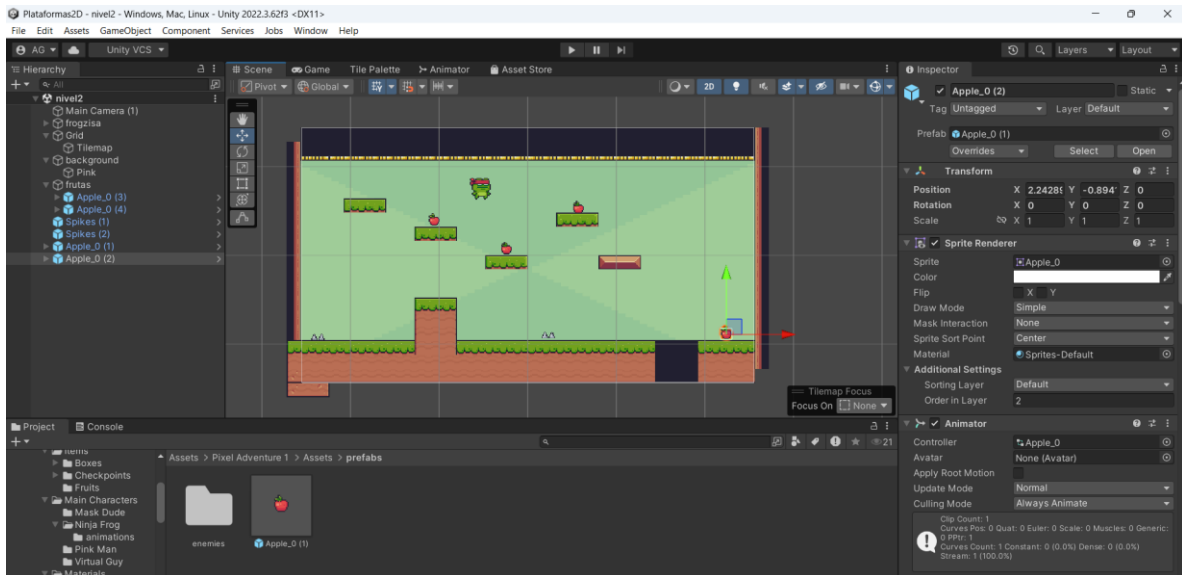 Plataformas2D - nivel2 - Windows, Mac, Linux - Unity 2022.3.62f3 <DX11>
File Edit Assets GameObject Component Services Jobs Window Help
AG Unity VCS Layers Layout
Hierarchy
All
nivel2
Main Camera (1)
frogzisa
Grid
Tilemap
background
Pink
frutas
Apple_0 (3)
Apple_0 (4)
Spikes (1)
Spikes (2)
Apple_0 (1)
Apple_0 (2)
Scene Game Tile Palette Animator Asset Store
Pivot Global 2D
Tilemap Focus
Focus On None
Inspector
Apple_0 (2) Static
Tag Untagged Layer Default
Prefab Apple_0 (1)
Overrides Select Open
Transform
Position X 2.2428 Y -0.894 Z 0
Rotation X 0 Y 0 Z 0
Scale X 1 Y 1 Z 1
Sprite Renderer
Sprite Apple_0
Color
Flip X Y
Draw Mode Simple
Mask Interaction None
Sprite Sort Point Center
Material Sprites-Default
Additional Settings
Sorting Layer Default
Order in Layer 2
Animator
Controller Apple_0
Avatar None (Avatar)
Apply Root Motion
Update Mode Normal
Culling Mode Always Animate
Clip Count: 1
Curves Pos: 0 Quat: 0 Euler: 0 Scale: 0 Muscles: 0 Generic:
0 PPtr: 1
Curves Count: 1 Constant: 0 (0.0%) Dense: 0 (0.0%)
Stream: 1 (100.0%)
Project Console
21
Items
Boxes
Checkpoints
Fruits
Main Characters
Mask Dude
Ninja Frog
animations
Pink Man
Virtual Guy
Materials
Assets > Pixel Adventure 1 > Assets > prefabs
enemies Apple_0 (1)